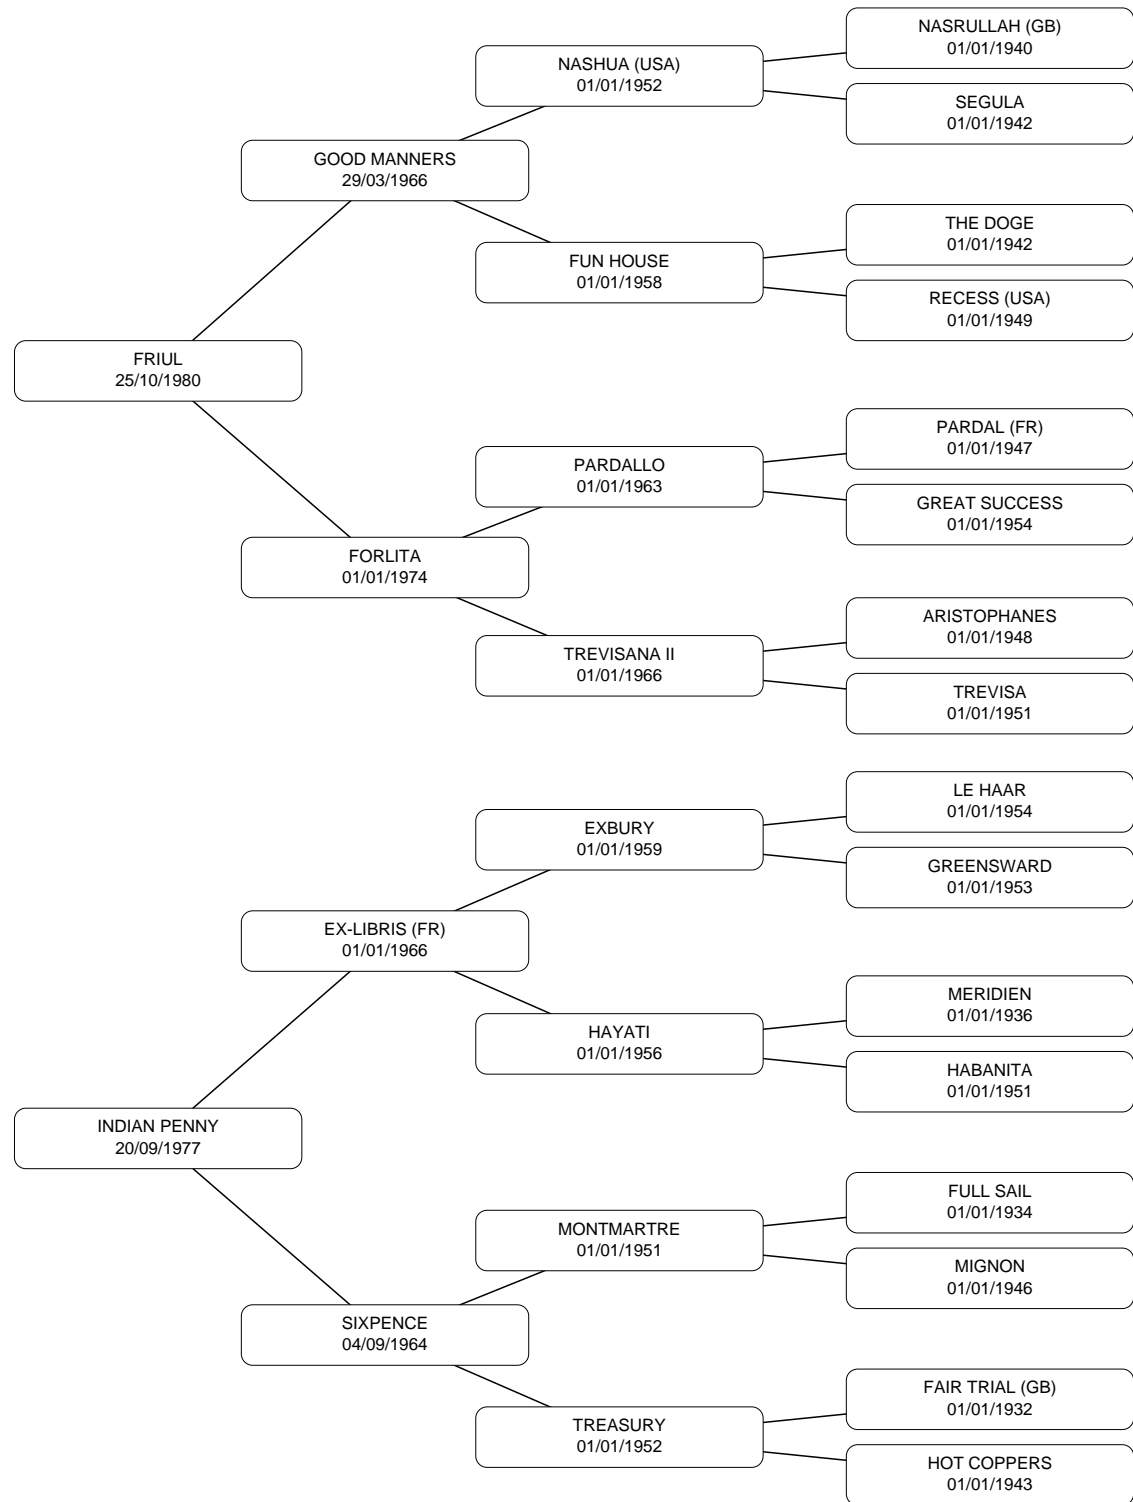 NASRULLAH (GB)
01/01/1940
NASHUA (USA)
01/01/1952
SEGULA
01/01/1942
GOOD MANNERS
29/03/1966
THE DOGE
01/01/1942
FUN HOUSE
01/01/1958
RECESS (USA)
01/01/1949
FRIUL
25/10/1980
PARDAL (FR)
01/01/1947
PARDALLO
01/01/1963
GREAT SUCCESS
01/01/1954
FORLITA
01/01/1974
ARISTOPHANES
01/01/1948
TREVISANA II
01/01/1966
TREVISA
01/01/1951
LE HAAR
01/01/1954
EXBURY
01/01/1959
GREENSWARD
01/01/1953
EX-LIBRIS (FR)
01/01/1966
MERIDIEN
01/01/1936
HAYATI
01/01/1956
HABANITA
01/01/1951
INDIAN PENNY
20/09/1977
FULL SAIL
01/01/1934
MONTMARTRE
01/01/1951
MIGNON
01/01/1946
SIXPENCE
04/09/1964
FAIR TRIAL (GB)
01/01/1932
TREASURY
01/01/1952
HOT COPPERS
01/01/1943